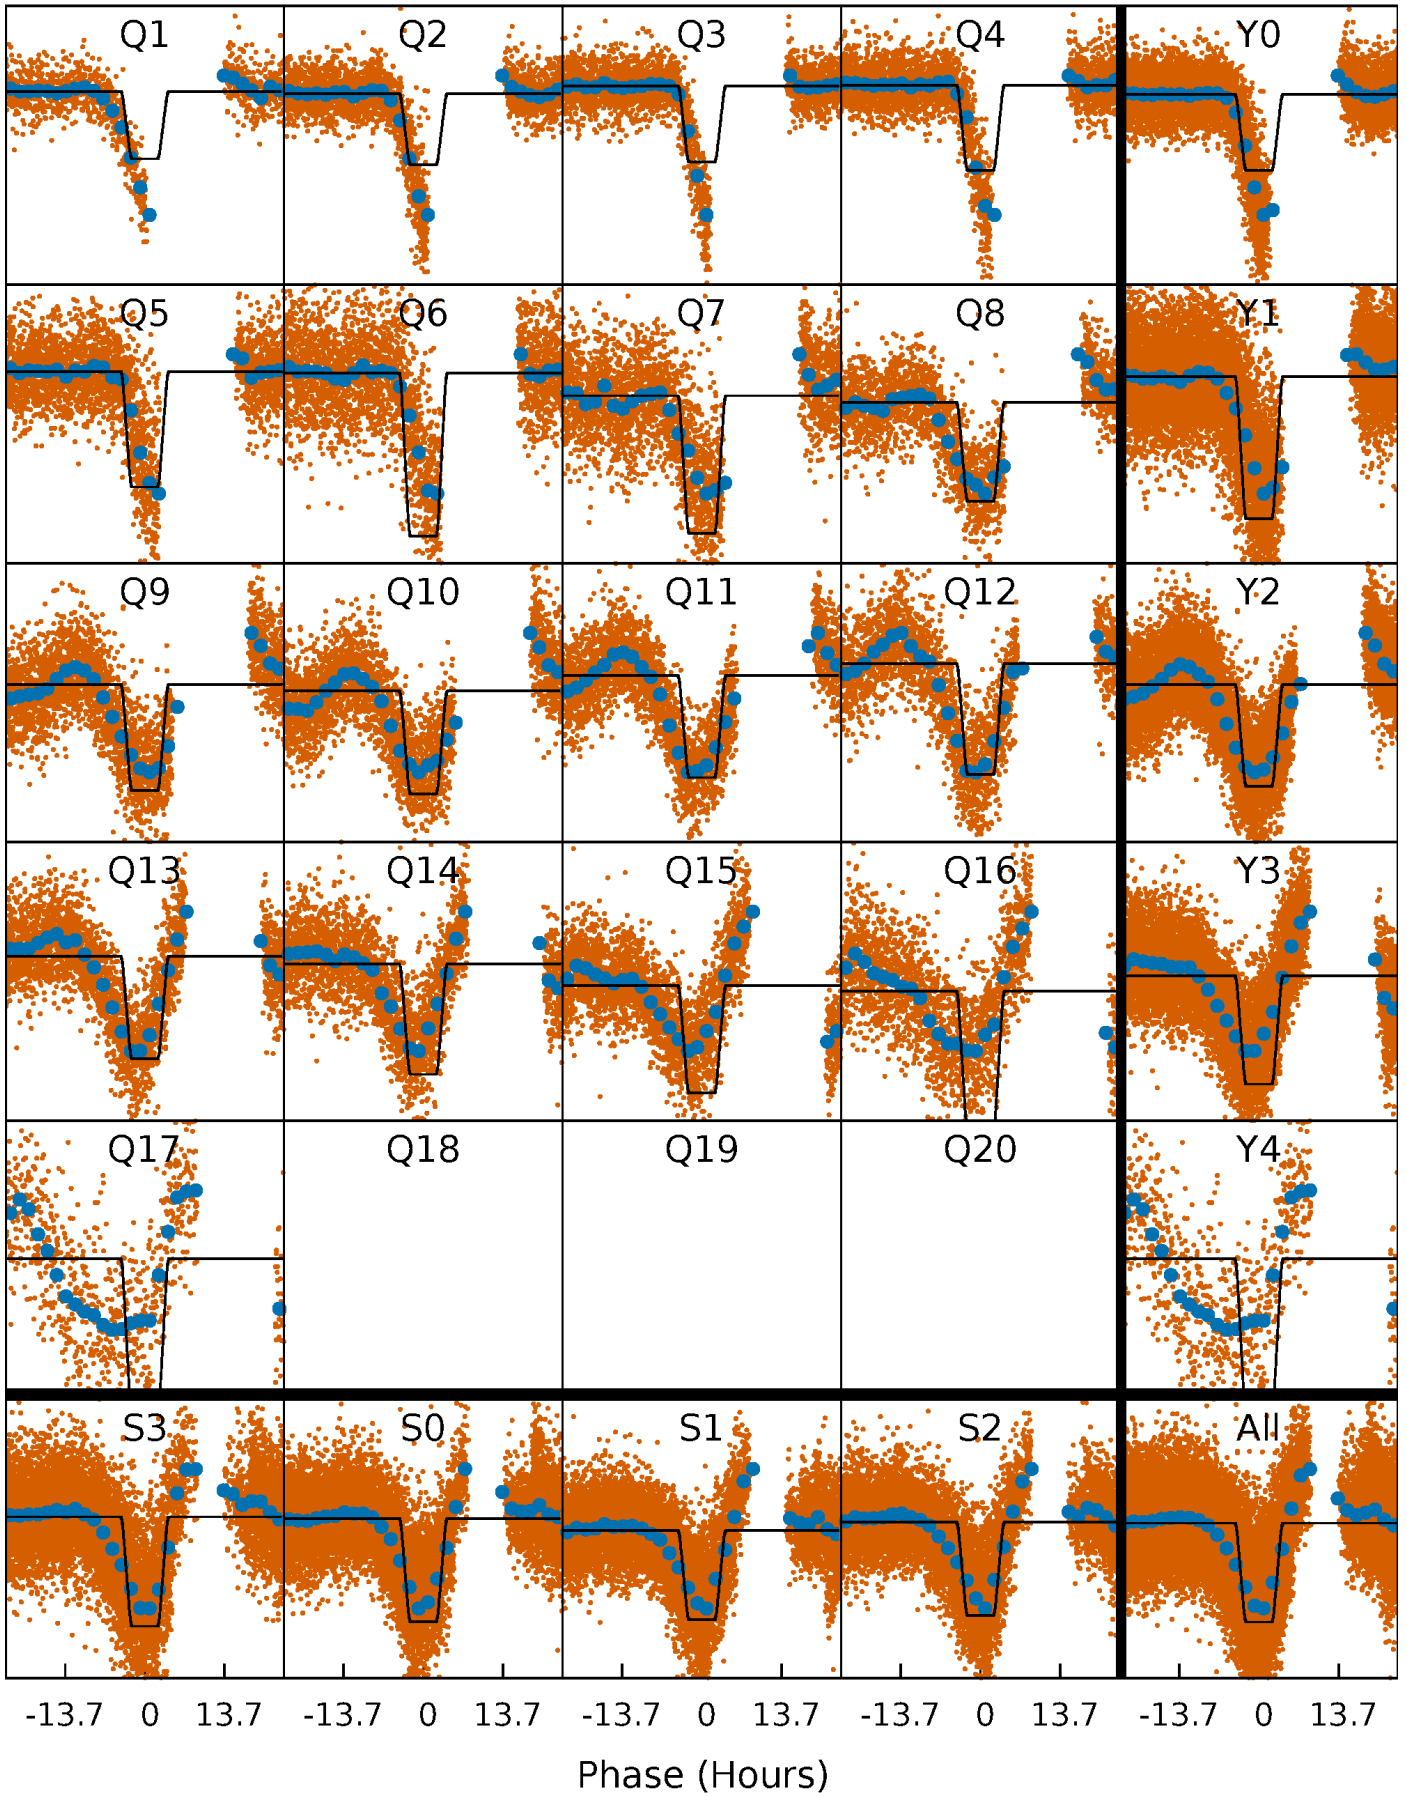 Q1 Q2 Q3 Q4 Y0
Q5 Q6 Q7 Q8 Y1
Q9 Q10 Q11 Q12 Y2
Q13 Q14 Q15 Q16 Y3
Q17 Q18 Q19 Q20 Y4
S3 S0 S1 S2 All
-13.7 0 13.7 -13.7 0 13.7 -13.7 0 13.7 -13.7 0 13.7 -13.7 0 13.7
Phase (Hours)